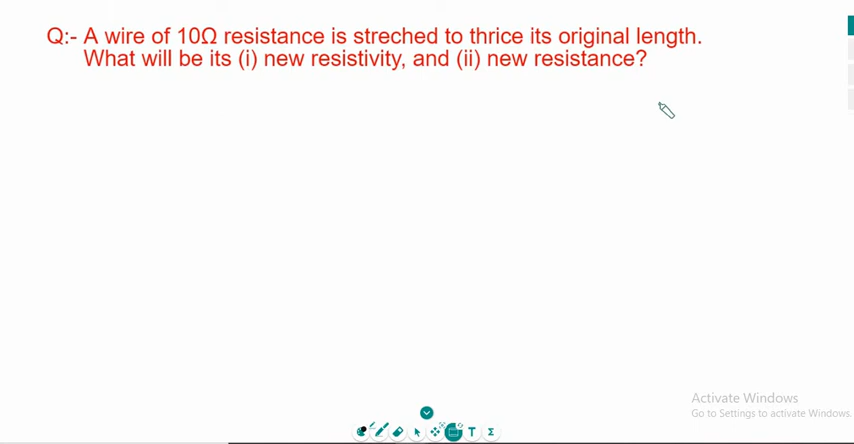 Q:- A wire of 10Ω resistance is streched to thrice its original length.
What will be its (i) new resistivity, and (ii) new resistance?
Activate Windows
Go to Settings to activate Windows.
T
Σ